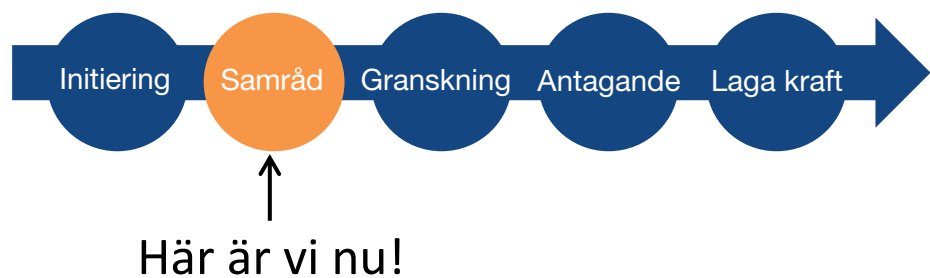 Initiering Samråd Granskning Antagande Laga kraft
Här är vi nu!